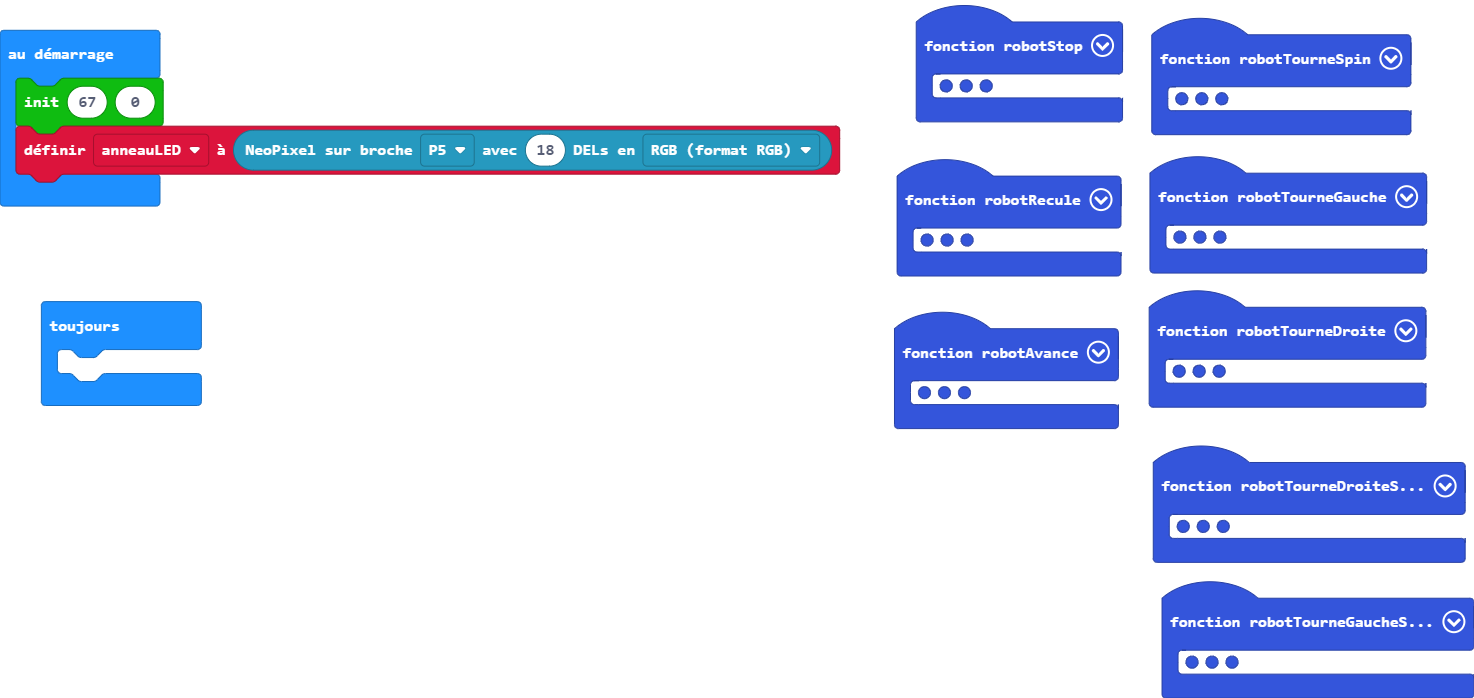 au démarrage
init 67 0
définir anneauLED à NeoPixel sur broche P5 avec 18 DELs en RGB (format RGB)
toujours
fonction robotStop
fonction robotRecule
fonction robotAvance
fonction robotTourneSpin
fonction robotTourneGauche
fonction robotTourneDroite
fonction robotTourneDroiteS...
fonction robotTourneGaucheS...